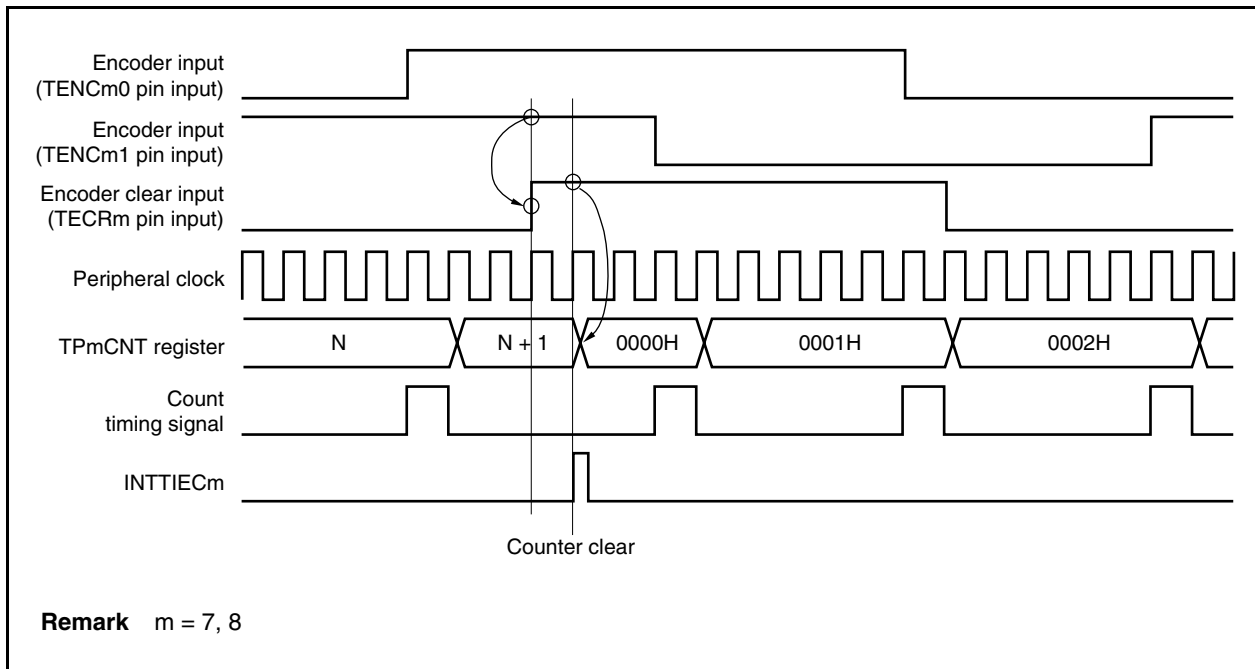 Encoder input
(TENCm0 pin input)
Encoder input
(TENCm1 pin input)
Encoder clear input
(TECRm pin input)
Peripheral clock
TPmCNT register
N
N + 1
0000H
0001H
0002H
Count
timing signal
INTTIECm
Counter clear
Remark m = 7, 8